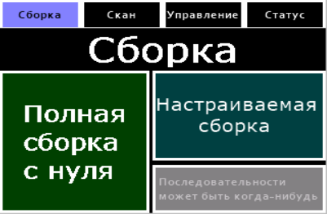 Сборка Скан Управление Статус
Сборка
Полная
сборка
с нуля
Настраиваемая
сборка
Последовательности
может быть когда-нибудь